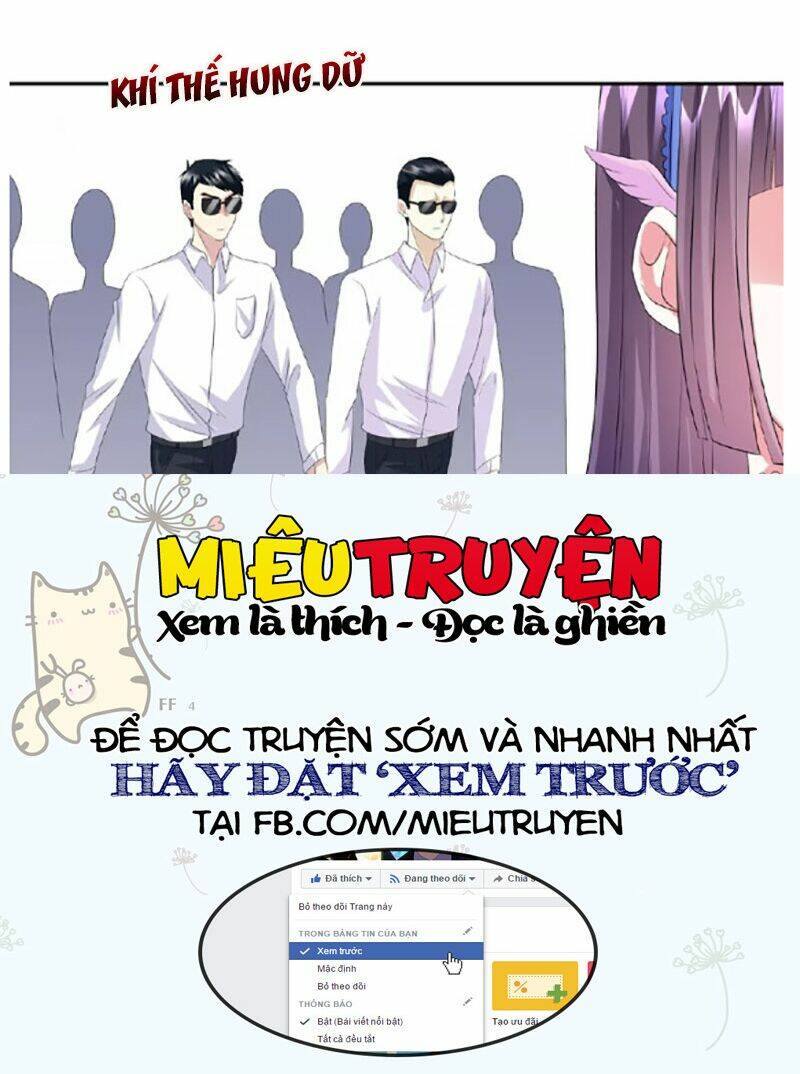 KHÍ THẾ HUNG DỮ
MIÊUTRUYỆN
Xem là thích - Đọc là ghiền
FF 4
ĐỂ ĐỌC TRUYỆN SỚM VÀ NHANH NHẤT
HÃY ĐẶT ‘XEM TRƯỚC’
TẠI FB.COM/MIEUTRUYEN
Đã thích Đang theo dõi Chia
Bỏ theo dõi Trang này
TRONG BẢNG TIN CỦA BẠN
Xem trước
Mặc định
Bỏ theo dõi
THÔNG BÁO
Bật (Bài viết nổi bật)
Tất cả đều tắt
Tạo ưu đãi